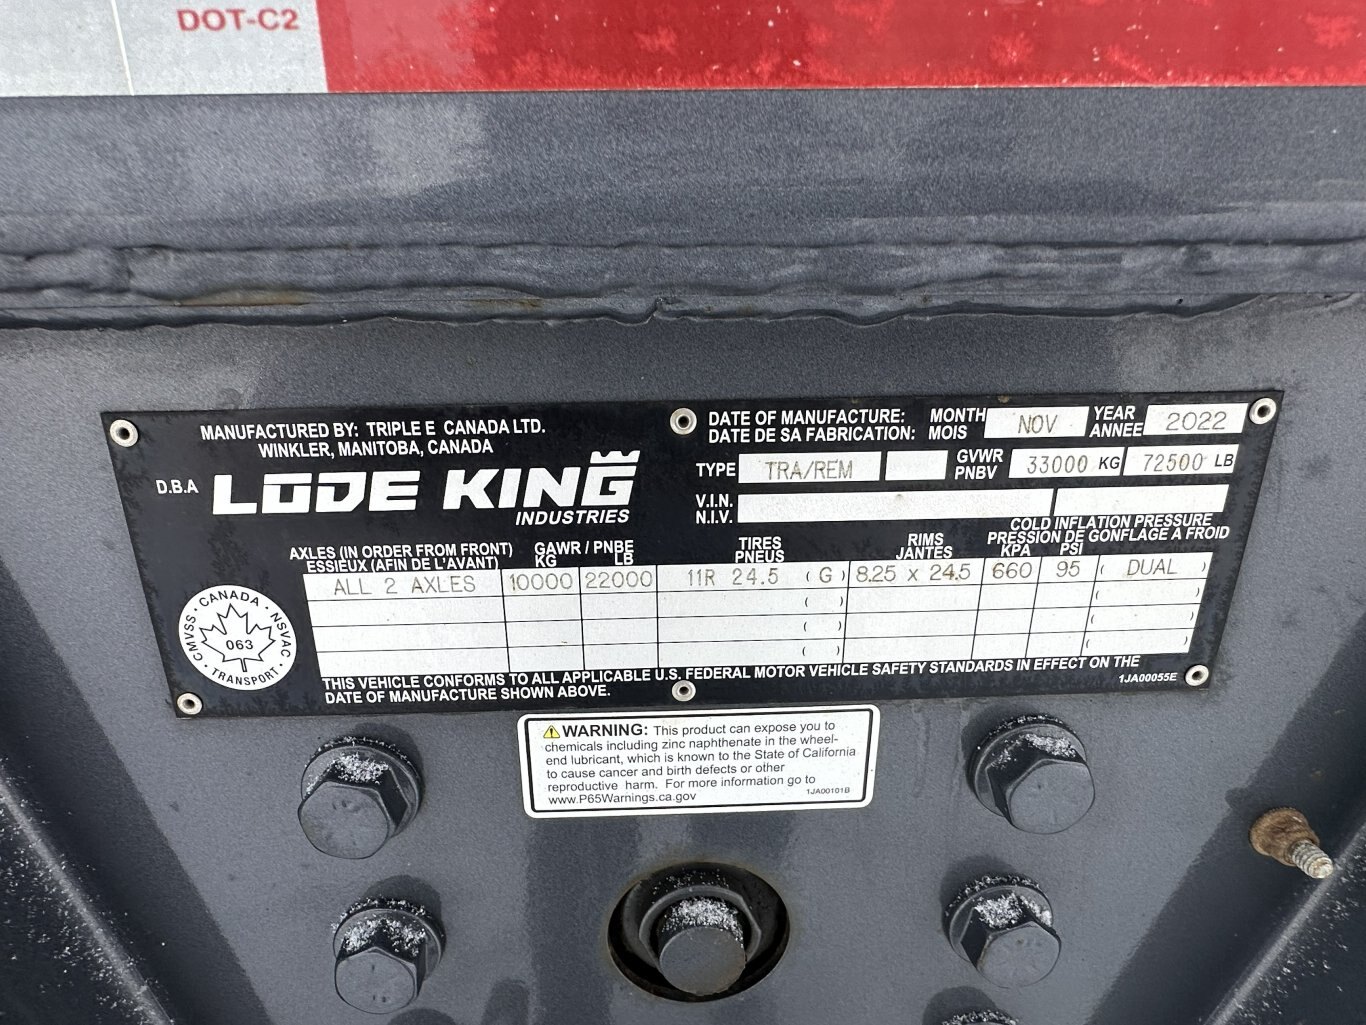 DOT-C2
MANUFACTURED BY: TRIPLE E CANADA LTD.
WINKLER, MANITOBA, CANADA
D.B.A LODE KING
INDUSTRIES
DATE OF MANUFACTURE: MONTH NOV YEAR 2022
DATE DE SA FABRICATION: MOIS ANNEE
TYPE TRA/REM GVWR PNBV 33000 KG 72500 LB
V.I.N.
N.I.V.
COLD INFLATION PRESSURE
PRESSION DE GONFLAGE A FROID
AXLES (IN ORDER FROM FRONT) GAWR / PNBE TIRES RIMS
ESSIEUX (AFIN DE L'AVANT) KG LB PNEUS JANTES KPA PSI
ALL 2 AXLES 10000 22000 11R 24.5 (G) 8.25 x 24.5 660 95 ( DUAL )
( ) ( )
( ) ( )
( ) ( )
CANADA
CMVSS · NSVAC
063
TRANSPORT
THIS VEHICLE CONFORMS TO ALL APPLICABLE U.S. FEDERAL MOTOR VEHICLE SAFETY STANDARDS IN EFFECT ON THE
DATE OF MANUFACTURE SHOWN ABOVE.
1JA00055E
WARNING: This product can expose you to
chemicals including zinc naphthenate in the wheel-
end lubricant, which is known to the State of California
to cause cancer and birth defects or other
reproductive harm. For more information go to
www.P65Warnings.ca.gov
1JA00101B